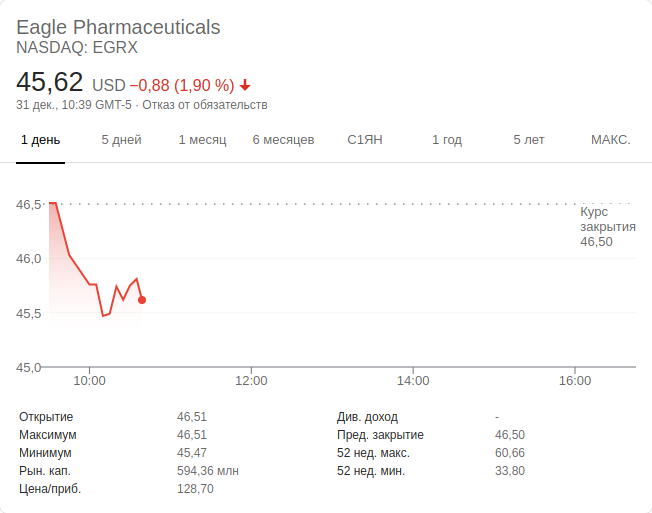 Eagle Pharmaceuticals
NASDAQ: EGRX
45,62 USD −0,88 (1,90 %)
31 дек., 10:39 GMT-5 · Отказ от обязательств
1 день 5 дней 1 месяц 6 месяцев С1ЯН 1 год 5 лет МАКС.
46,5
Курс
закрытия
46,50
46,0
45,5
45,0
10:00 12:00 14:00 16:00
Открытие 46,51 Див. доход -
Максимум 46,51 Пред. закрытие 46,50
Минимум 45,47 52 нед. макс. 60,66
Рын. кап. 594,36 млн 52 нед. мин. 33,80
Цена/приб. 128,70